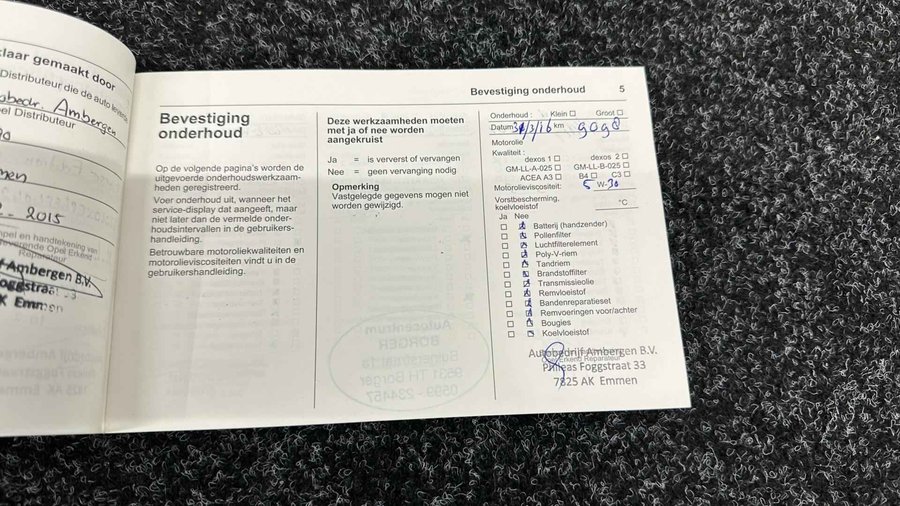 klaar gemaakt door
Distributeur die de auto
Ambergen
Distributeur
2015
Ambergen B.V.
Foggstraat
AK Emmen
Bevestiging
onderhoud
Op de volgende pagina's worden de
uitgevoerde onderhoudswerkzaam-
heden geregistreerd.
Voer onderhoud uit, wanneer het
service-display dat aangeeft, maar
niet later dan de vermelde onder-
houdsintervallen in de gebruikers-
handleiding.
Betrouwbare motoroliekwaliteiten en
motorolieviscositeiten vindt u in de
gebruikershandleiding.
Deze werkzaamheden moeten
met ja of nee worden
aangekruist
Ja = is ververst of vervangen
Nee = geen vervanging nodig
Opmerking
Vastgelegde gegevens mogen niet
worden gewijzigd.
Bevestiging onderhoud 5
Onderhoud : Klein Groot
Datum /3/16 km
Motorolie
Kwaliteit :
dexos 1 dexos 2
GM-LL-A-025 GM-LL-B-025
ACEA A3 B4 C3
Motorolieviscositeit: 5 W-30
Vorstbescherming,
koelvloeistof °C
Ja Nee
Batterij (handzender)
Pollenfilter
Luchtfilterelement
Poly-V-riem
Tandriem
Brandstoffilter
Transmissieolie
Remvloeistof
Bandenreparatieset
Remvoeringen voor/achter
Bougies
Koelvloeistof
Autobedrijf Ambergen B.V.
Phileas Foggstraat 33
7825 AK Emmen